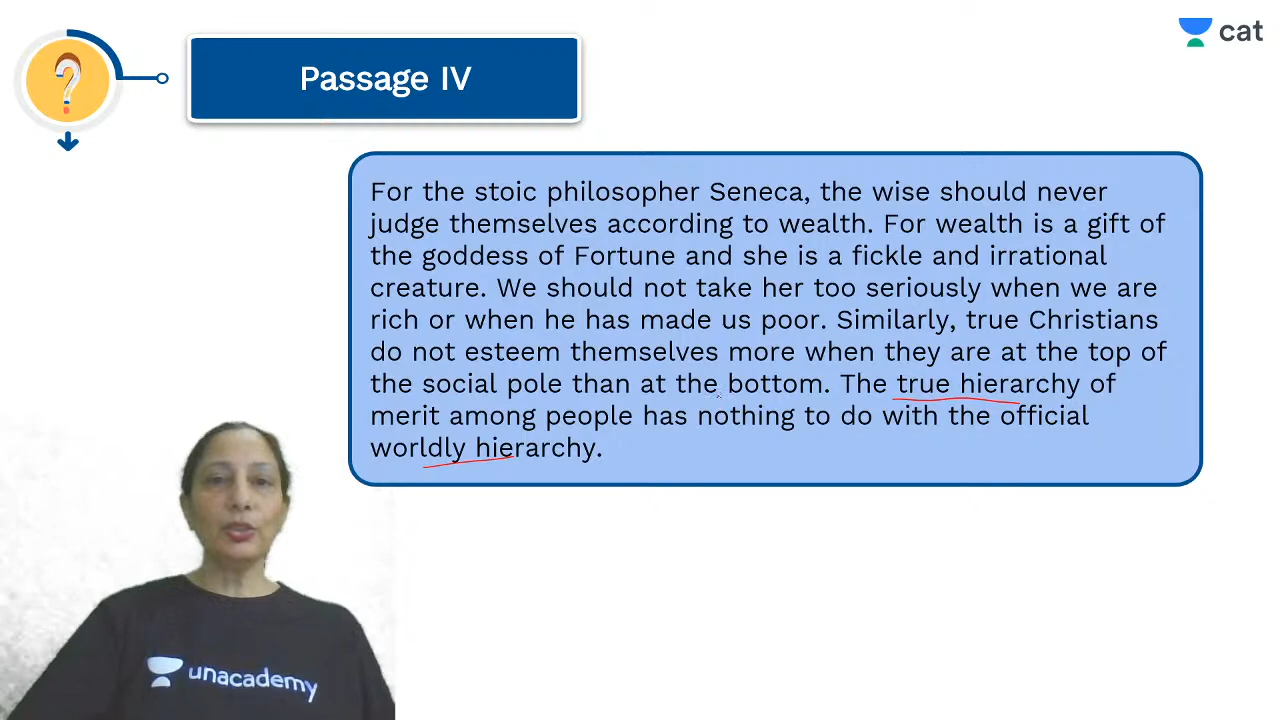 cat
Passage IV
For the stoic philosopher Seneca, the wise should never
judge themselves according to wealth. For wealth is a gift of
the goddess of Fortune and she is a fickle and irrational
creature. We should not take her too seriously when we are
rich or when he has made us poor. Similarly, true Christians
do not esteem themselves more when they are at the top of
the social pole than at the bottom. The true hierarchy of
merit among people has nothing to do with the official
worldly hierarchy.
unacademy